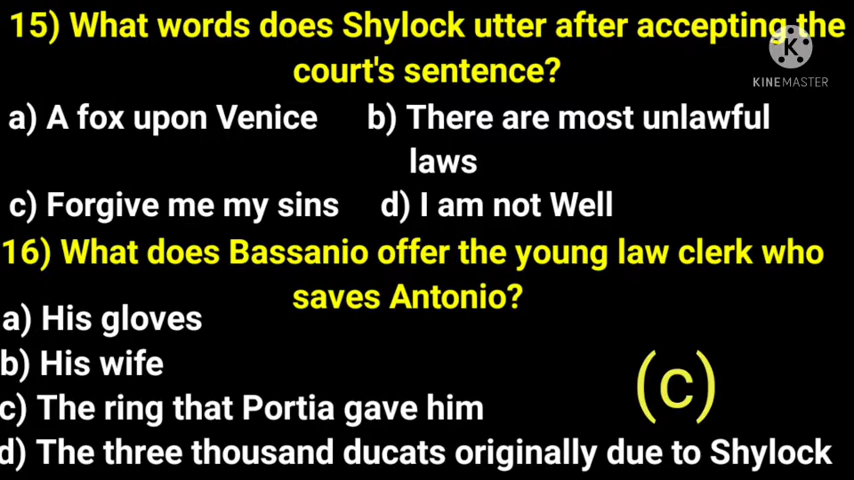 15) What words does Shylock utter after accepting the
court's sentence?
K
KINEMASTER
a) A fox upon Venice b) There are most unlawful
laws
c) Forgive me my sins d) I am not Well
16) What does Bassanio offer the young law clerk who
saves Antonio?
a) His gloves
b) His wife
(c)
c) The ring that Portia gave him
d) The three thousand ducats originally due to Shylock